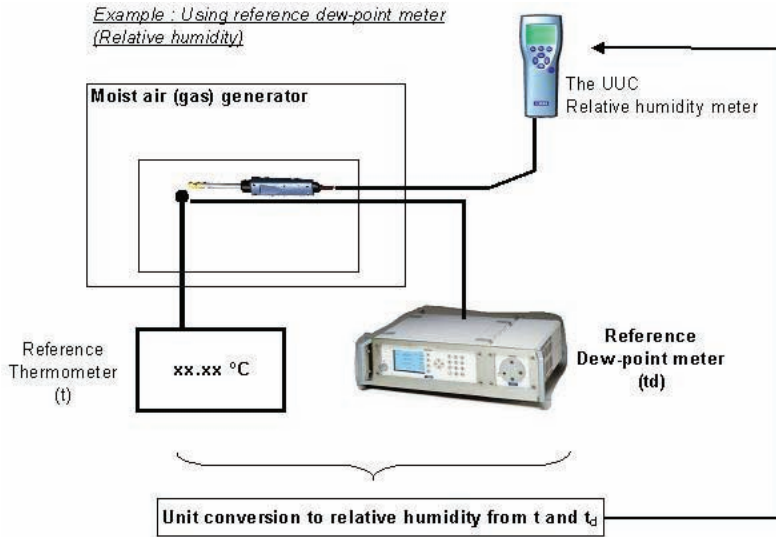 Example : Using reference dew-point meter
(Relative humidity)
Moist air (gas) generator
The UUC
Relative humidity meter
Reference
Thermometer
(t)
xx.xx °C
Reference
Dew-point meter
(td)
Unit conversion to relative humidity from t and td